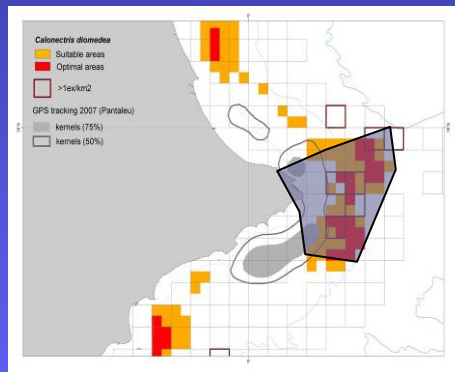 Calonectris diomedea
Suitable areas
Optimal areas
>1ex/km2
GPS tracking 2007 (Pantaleu)
kernels (75%)
kernels (50%)